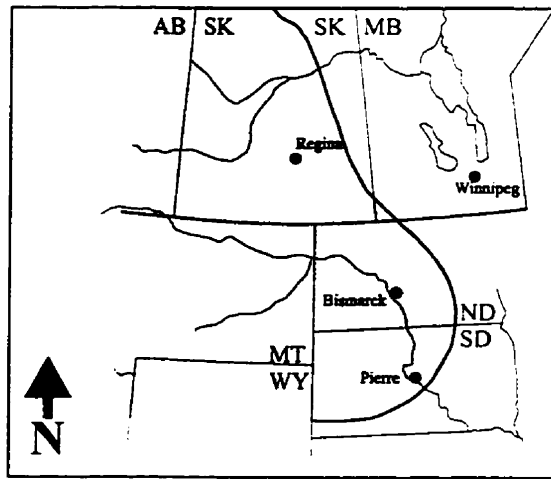 AB SK SK MB
Regina
Winnipeg
Bismarck
ND
SD
MT
WY
Pierre
N